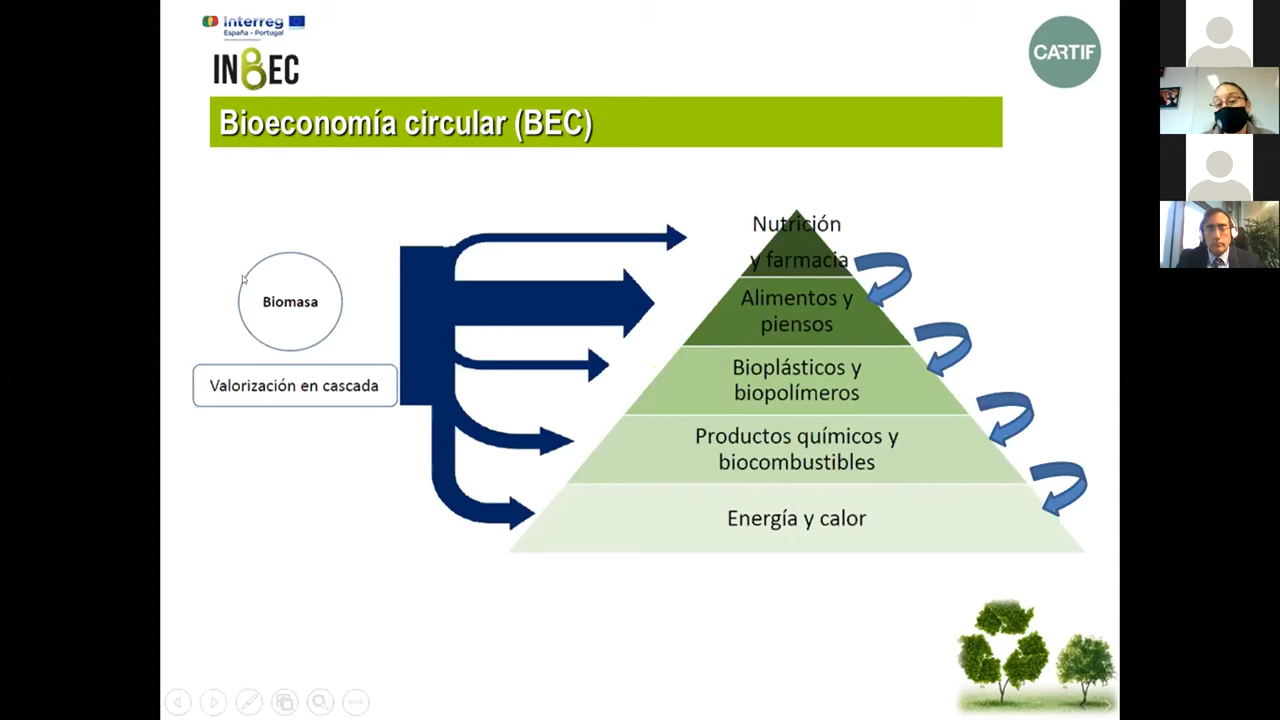 Interreg
España - Portugal
INBEC
CARTIF
Bioeconomía circular (BEC)
Biomasa
Valorización en cascada
Nutrición
y farmacia
Alimentos y
piensos
Bioplásticos y
biopolímeros
Productos químicos y
biocombustibles
Energía y calor